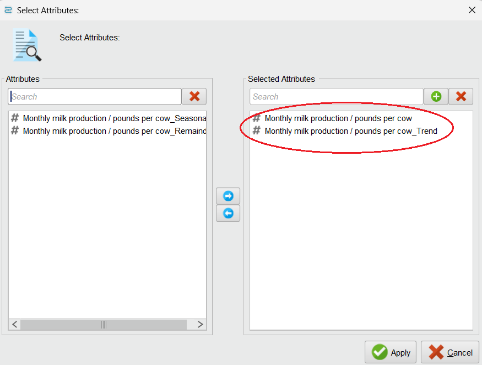 Select Attributes:
Select Attributes:
Attributes
Search
# Monthly milk production / pounds per cow_Seasona
# Monthly milk production / pounds per cow_Remaind
Selected Attributes
Search
# Monthly milk production / pounds per cow
# Monthly milk production / pounds per cow_Trend
Apply
Cancel